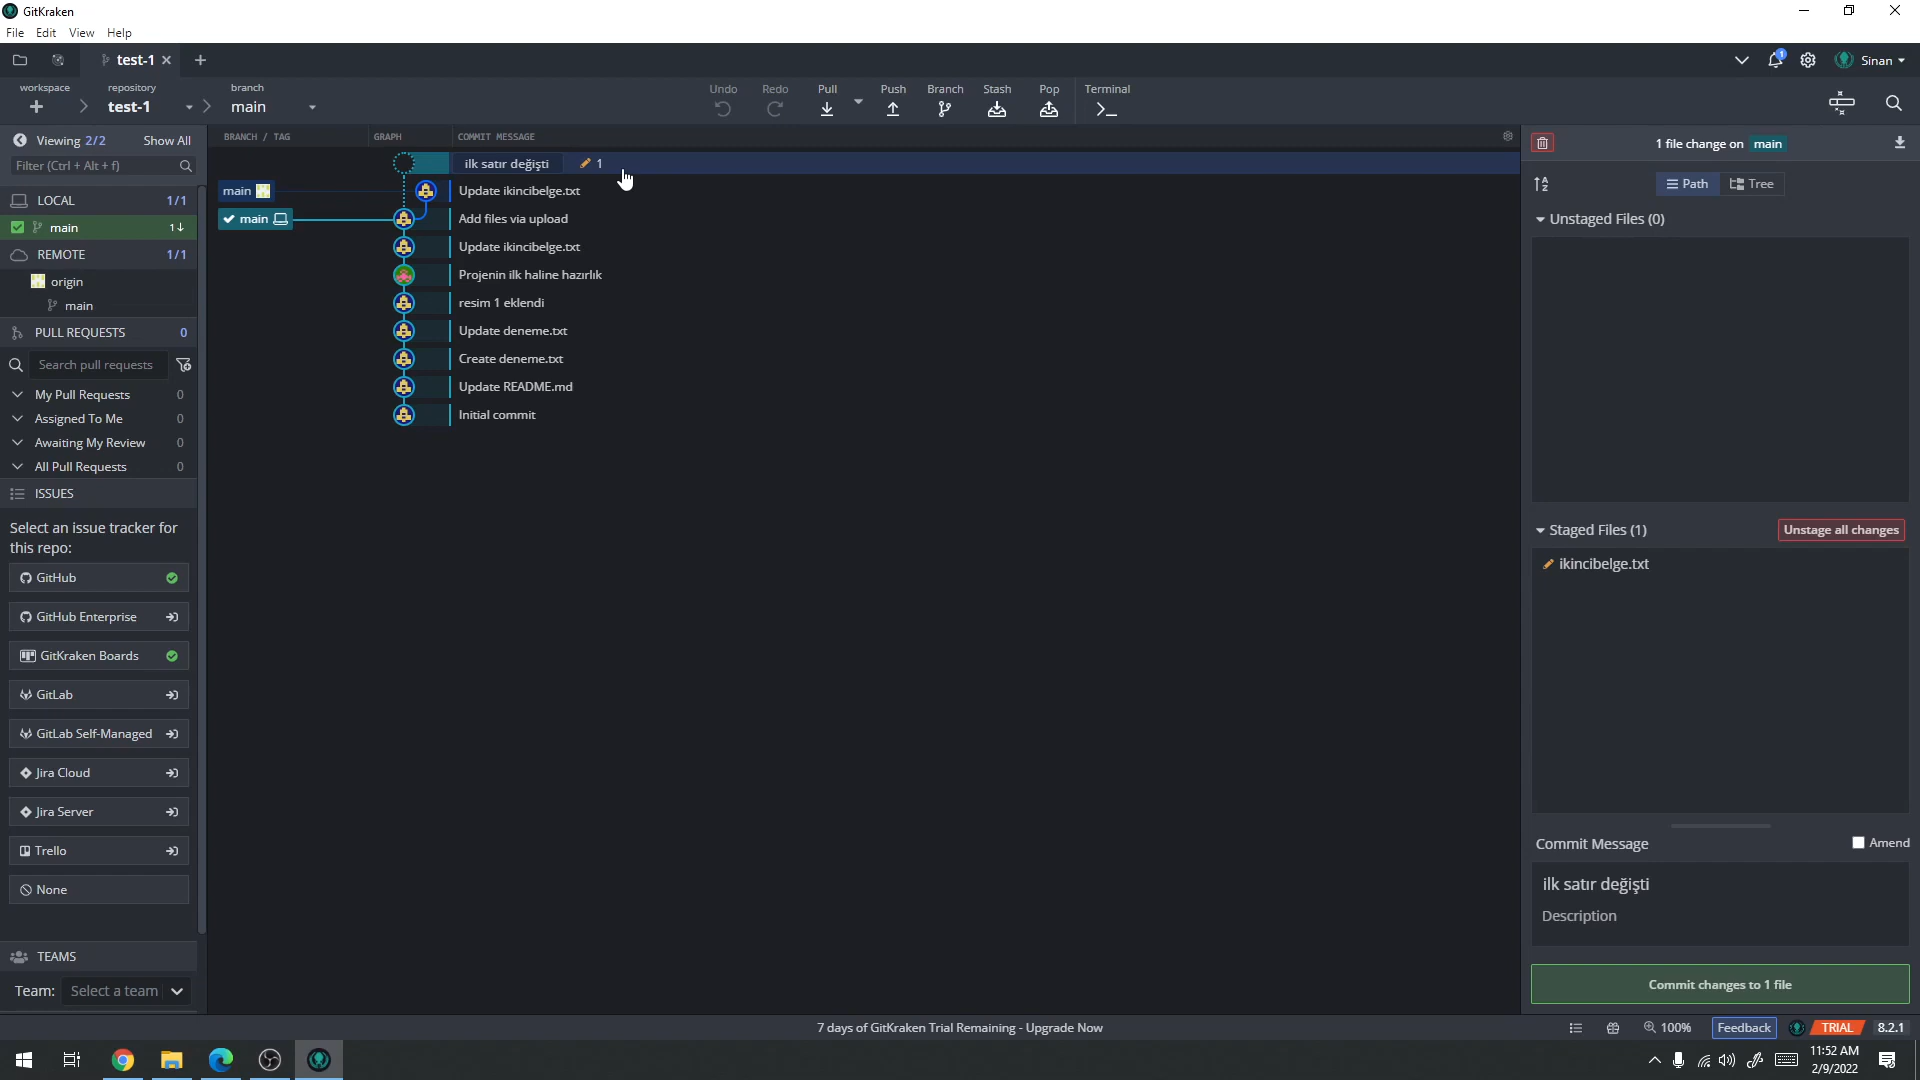 GitKraken
File Edit View Help
test-1
workspace repository branch
test-1 main
Undo Redo Pull Push Branch Stash Pop Terminal
Viewing 2/2 Show All
Filter (Ctrl + Alt + f)
LOCAL 1/1
main 1↓
REMOTE 1/1
origin
main
PULL REQUESTS 0
Search pull requests
My Pull Requests 0
Assigned To Me 0
Awaiting My Review 0
All Pull Requests 0
ISSUES
Select an issue tracker for
this repo:
GitHub
GitHub Enterprise
GitKraken Boards
GitLab
GitLab Self-Managed
Jira Cloud
Jira Server
Trello
None
TEAMS
Team: Select a team
BRANCH / TAG GRAPH COMMIT MESSAGE
ilk satır değişti 1
main Update ikincibelge.txt
main Add files via upload
Update ikincibelge.txt
Projenin ilk haline hazırlık
resim 1 eklendi
Update deneme.txt
Create deneme.txt
Update README.md
Initial commit
1 Sinan
1 file change on main
Path Tree
Unstaged Files (0)
Staged Files (1) Unstage all changes
ikincibelge.txt
Commit Message Amend
ilk satır değişti
Description
Commit changes to 1 file
7 days of GitKraken Trial Remaining - Upgrade Now
100% Feedback TRIAL 8.2.1
11:52 AM
2/9/2022